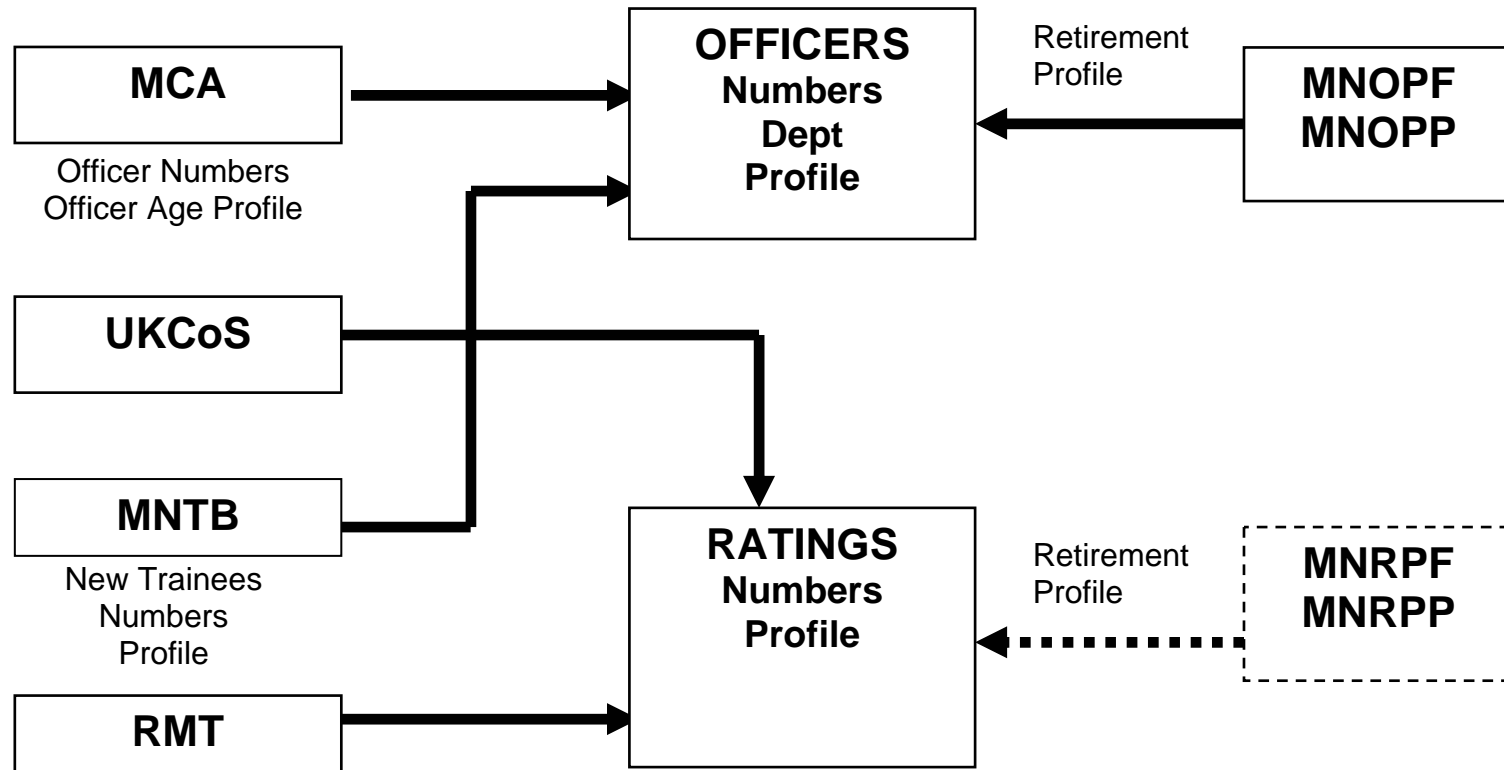 MCA
Officer Numbers
Officer Age Profile
UKCoS
MNTB
New Trainees
Numbers
Profile
RMT
OFFICERS
Numbers
Dept
Profile
RATINGS
Numbers
Profile
Retirement
Profile
MNOPF
MNOPP
Retirement
Profile
MNRPF
MNRPP